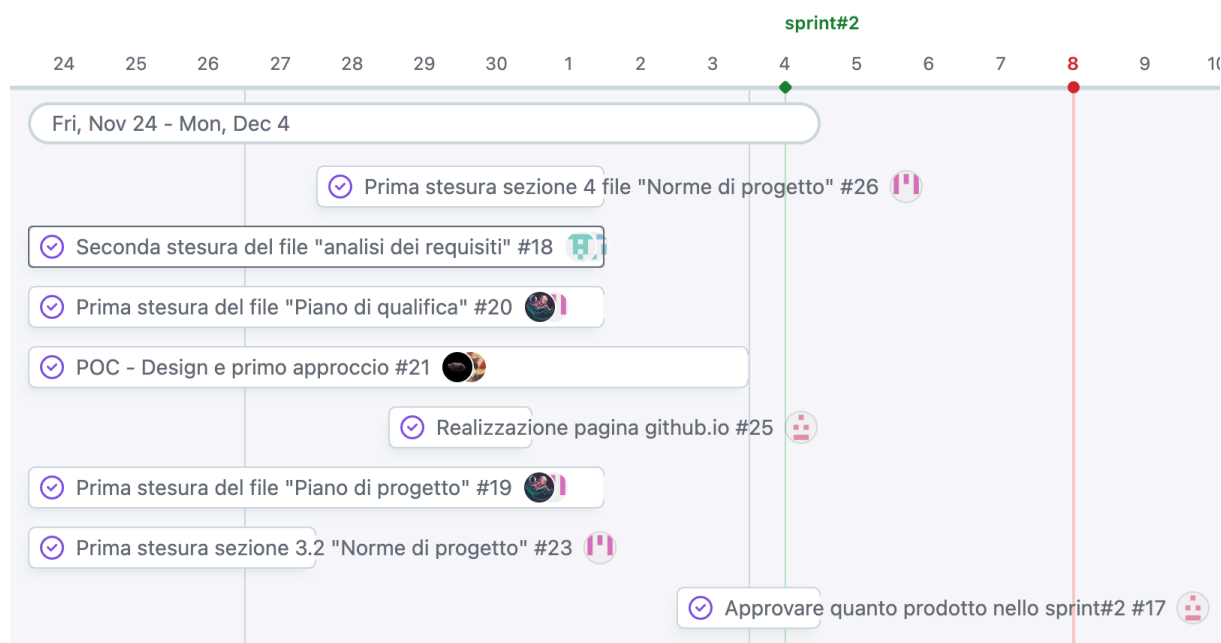 sprint#2
24 25 26 27 28 29 30 1 2 3 4 5 6 7 8 9 10
Fri, Nov 24 - Mon, Dec 4
Prima stesura sezione 4 file "Norme di progetto" #26
Seconda stesura del file "analisi dei requisiti" #18
Prima stesura del file "Piano di qualifica" #20
POC - Design e primo approccio #21
Realizzazione pagina github.io #25
Prima stesura del file "Piano di progetto" #19
Prima stesura sezione 3.2 "Norme di progetto" #23
Approvare quanto prodotto nello sprint#2 #17